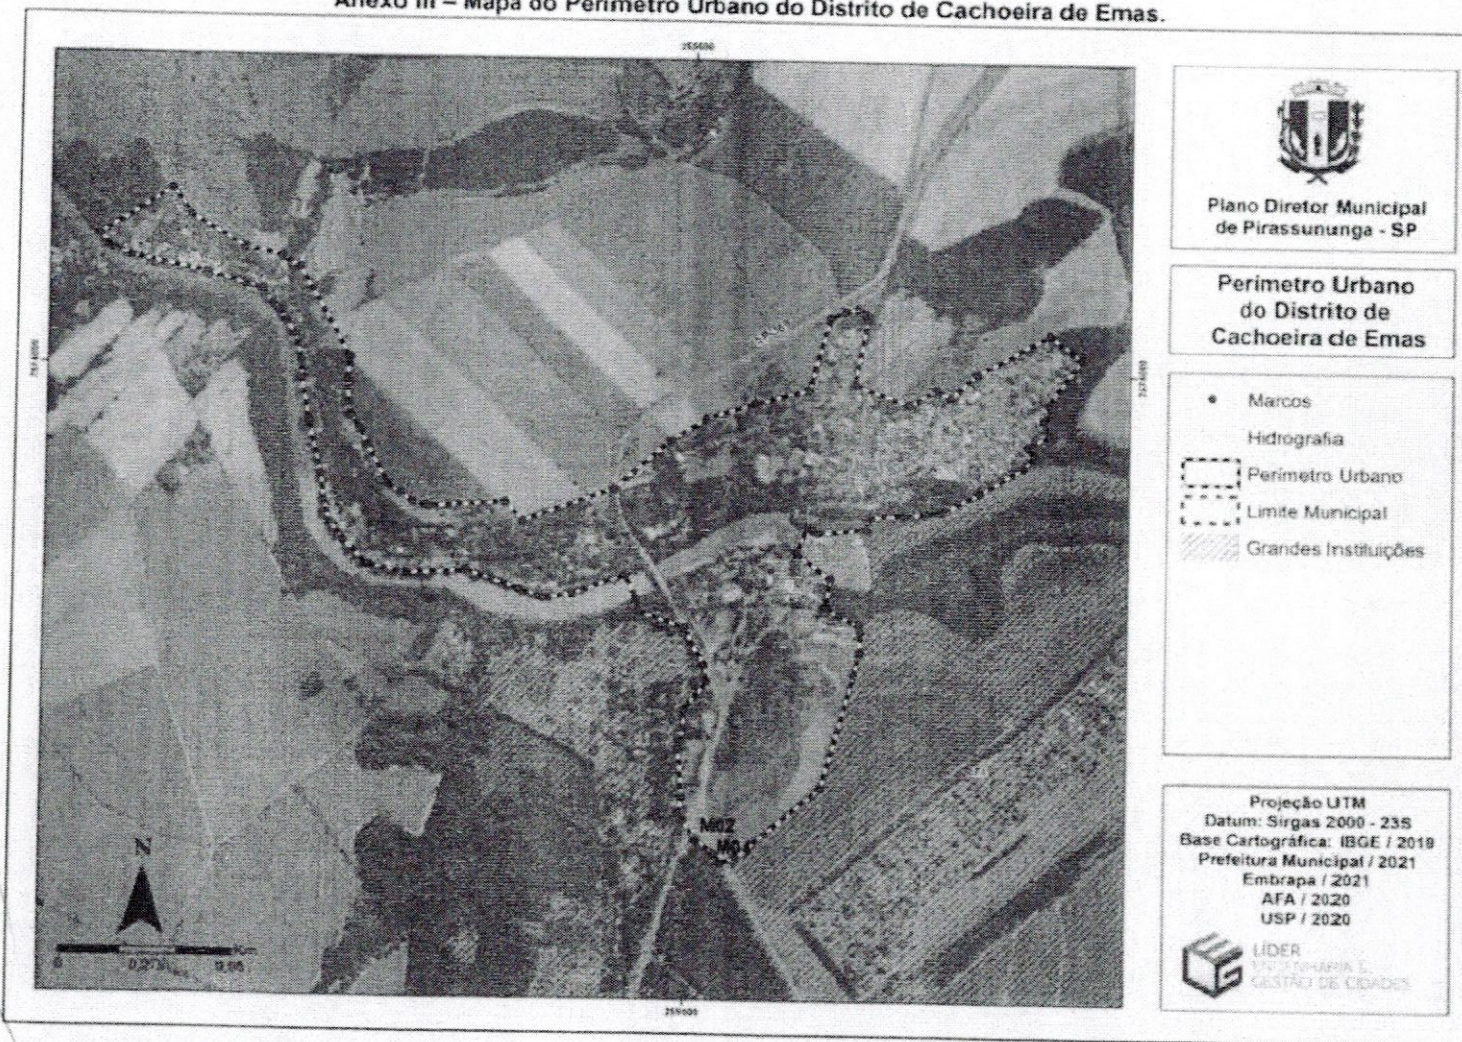 Anexo III – Mapa do Perímetro Urbano do Distrito de Cachoeira de Emas.
Plano Diretor Municipal
de Pirassununga - SP
Perímetro Urbano
do Distrito de
Cachoeira de Emas
Marcos
Hidrografia
Perímetro Urbano
Limite Municipal
Grandes Instituições
M02
N
0
Km
Projeção UTM
Datum: Sirgas 2000 - 23S
Base Cartográfica: IBGE / 2019
Prefeitura Municipal / 2021
Embrapa / 2021
AFA / 2020
USP / 2020
LÍDER
ENGENHARIA E
GESTÃO DE CIDADES